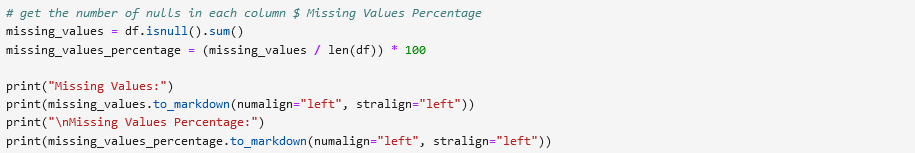 # get the number of nulls in each column $ Missing Values Percentage
missing_values = df.isnull().sum()
missing_values_percentage = (missing_values / len(df)) * 100

print("Missing Values:")
print(missing_values.to_markdown(numalign="left", stralign="left"))
print("\nMissing Values Percentage:")
print(missing_values_percentage.to_markdown(numalign="left", stralign="left"))